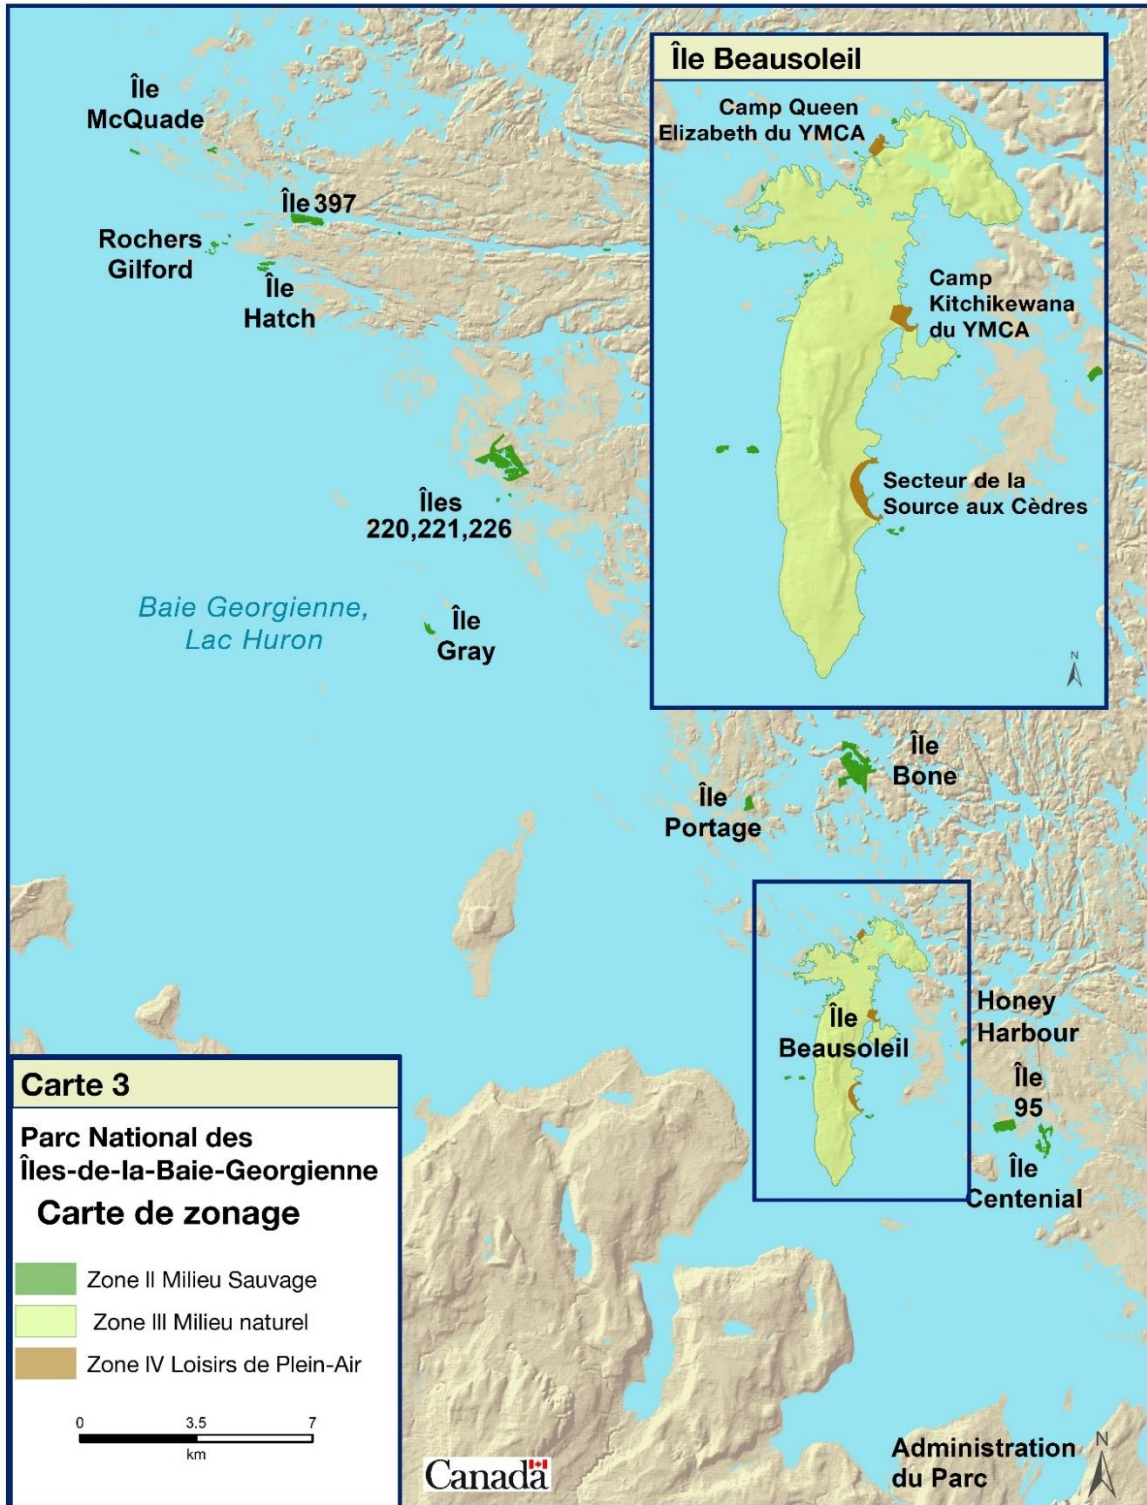 Île Beausoleil
Camp Queen
Elizabeth du YMCA
Camp
Kitchikewana
du YMCA
Secteur de la
Source aux Cèdres
N
Île
McQuade
Île 397
Rochers
Gilford
Île
Hatch
Îles
220,221,226
Baie Georgienne,
Lac Huron
Île
Gray
Île
Bone
Île
Portage
Île
Beausoleil
Honey
Harbour
Île
95
Île
Centenial
Carte 3
Parc National des
Îles-de-la-Baie-Georgienne
Carte de zonage
Zone II Milieu Sauvage
Zone III Milieu naturel
Zone IV Loisirs de Plein-Air
0 3.5 7
km
Canada
Administration
du Parc
N